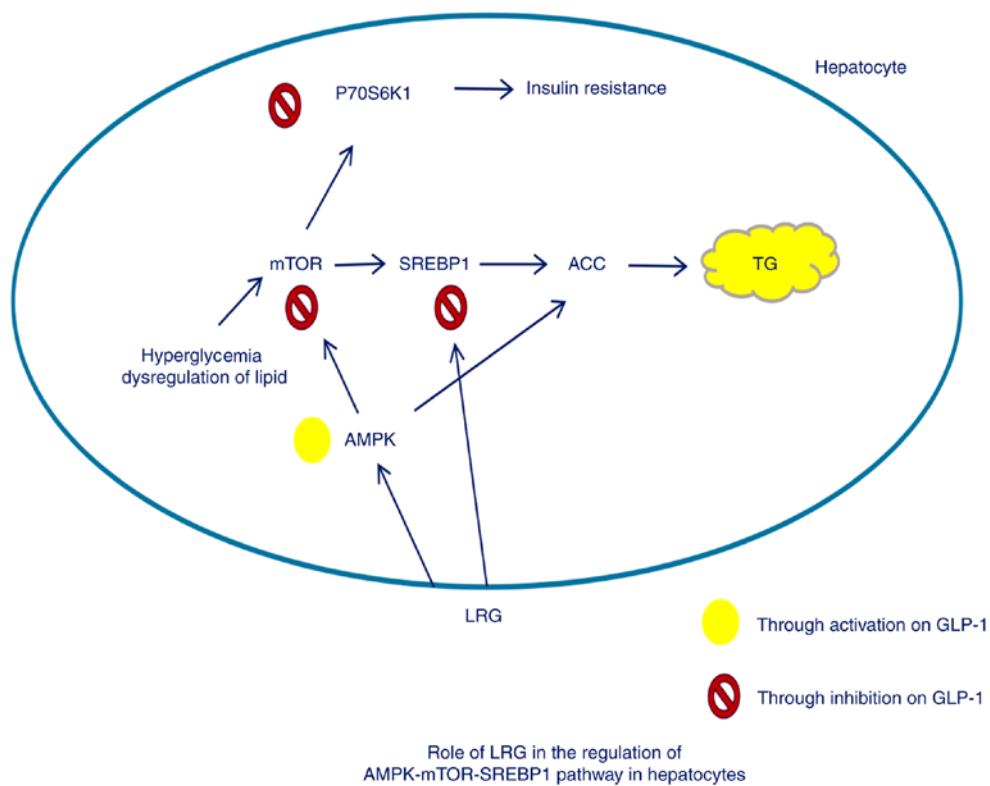 Hepatocyte
P70S6K1
Insulin resistance
mTOR
SREBP1
ACC
TG
Hyperglycemia
dysregulation of lipid
AMPK
LRG
Through activation on GLP-1
Through inhibition on GLP-1
Role of LRG in the regulation of
AMPK-mTOR-SREBP1 pathway in hepatocytes